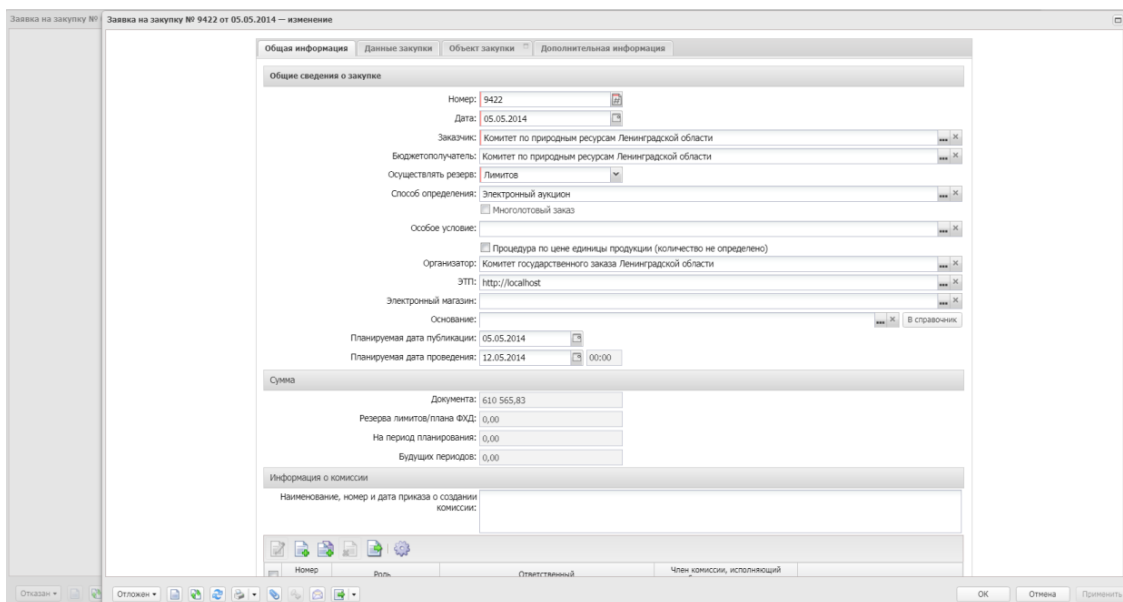 Заявка на закупку №
Заявка на закупку № 9422 от 05.05.2014 — изменение
Общая информация Данные закупки Объект закупки Дополнительная информация
Общие сведения о закупке
Номер: 9422
Дата: 05.05.2014
Заказчик: Комитет по природным ресурсам Ленинградской области
Бюджетополучатель: Комитет по природным ресурсам Ленинградской области
Осуществлять резерв: Лимитов
Способ определения: Электронный аукцион
Многолотовый заказ
Особое условие:
Процедура по цене единицы продукции (количество не определено)
Организатор: Комитет государственного заказа Ленинградской области
ЭТП: http://localhost
Электронный магазин:
Основание: В справочник
Планируемая дата публикации: 05.05.2014
Планируемая дата проведения: 12.05.2014 00:00
Сумма
Документа: 610 565,83
Резерва лимитов/плана ФХД: 0,00
На период планирования: 0,00
Будущих периодов: 0,00
Информация о комиссии
Наименование, номер и дата приказа о создании
комиссии:
Номер Роль Ответственный Член комиссии, исполняющий
Отказан Отложен ОК Отмена Применить